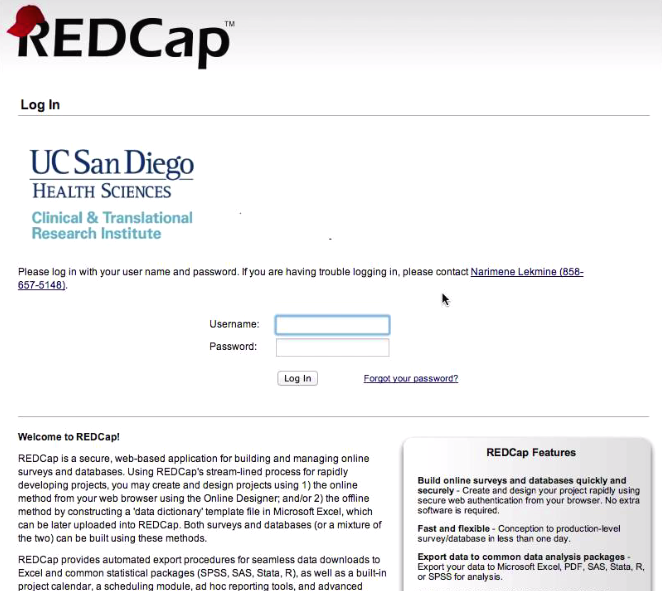 REDCap™
Log In
UC San Diego
HEALTH SCIENCES
Clinical & Translational
Research Institute
Please log in with your user name and password. If you are having trouble logging in, please contact Narimene Lekmine (858-
657-5148).
Username:
Password:
Log In
Forgot your password?
Welcome to REDCap!
REDCap is a secure, web-based application for building and managing online
surveys and databases. Using REDCap's stream-lined process for rapidly
developing projects, you may create and design projects using 1) the online
method from your web browser using the Online Designer; and/or 2) the offline
method by constructing a 'data dictionary' template file in Microsoft Excel, which
can be later uploaded into REDCap. Both surveys and databases (or a mixture of
the two) can be built using these methods.
REDCap provides automated export procedures for seamless data downloads to
Excel and common statistical packages (SPSS, SAS, Stata, R), as well as a built-in
project calendar, a scheduling module, ad hoc reporting tools, and advanced
REDCap Features
Build online surveys and databases quickly and
securely - Create and design your project rapidly using
secure web authentication from your browser. No extra
software is required.
Fast and flexible - Conception to production-level
survey/database in less than one day.
Export data to common data analysis packages -
Export your data to Microsoft Excel, PDF, SAS, Stata, R,
or SPSS for analysis.